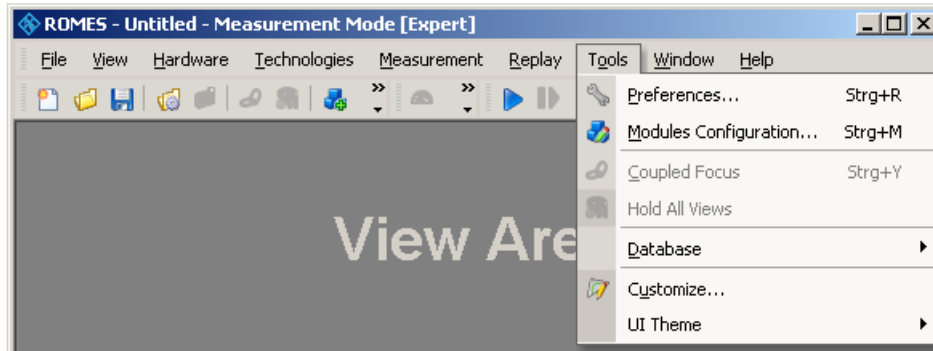 ROMES - Untitled - Measurement Mode [Expert]
File View Hardware Technologies Measurement Replay Tools Window Help
Preferences... Strg+R
Modules Configuration... Strg+M
Coupled Focus Strg+Y
Hold All Views
View Are
Database
Customize...
UI Theme